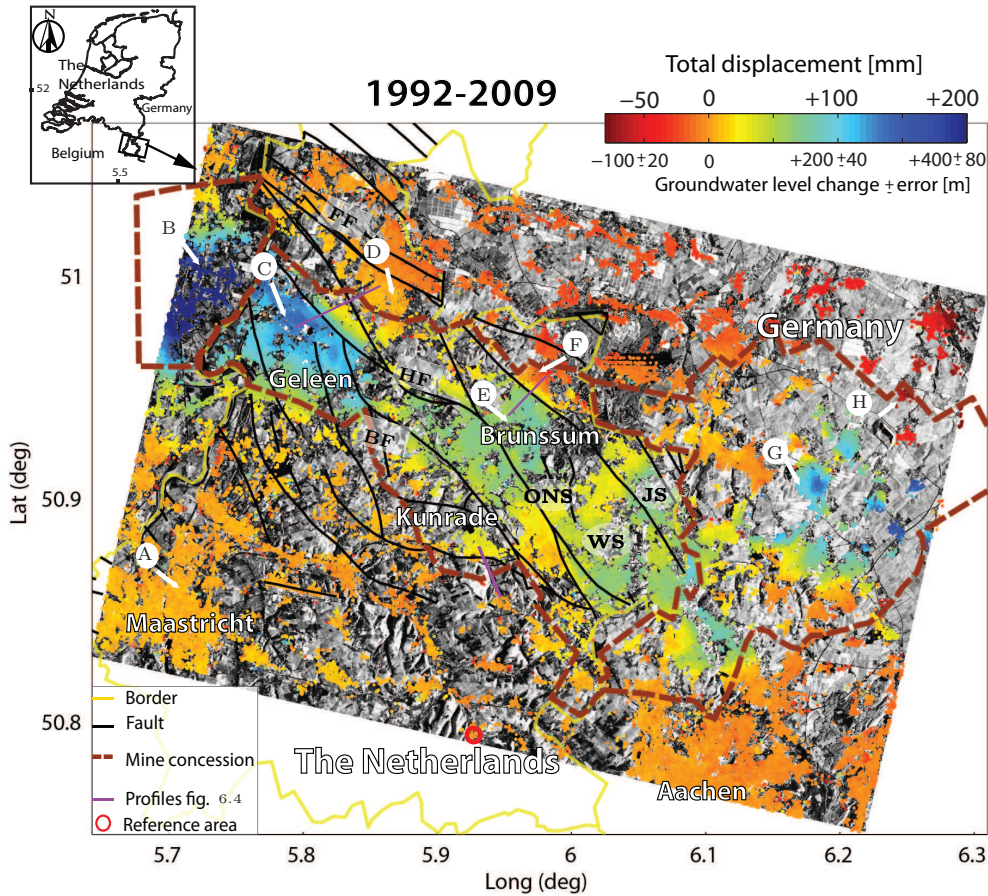 N
The
Netherlands
52
Germany
Belgium
5.5
1992-2009
Total displacement [mm]
−50 0 +100 +200
−100±20 0 +200±40 +400±80
Groundwater level change ± error [m]
B
C
FF
D
Germany
F
Geleen
HF
E
H
BF
Brunssum
G
ONS
JS
Kunrade
WS
A
Maastricht
The Netherlands
Aachen
Border
Fault
Mine concession
Profiles fig. 6.4
Reference area
51
50.9
50.8
Lat (deg)
5.7 5.8 5.9 6 6.1 6.2 6.3
Long (deg)